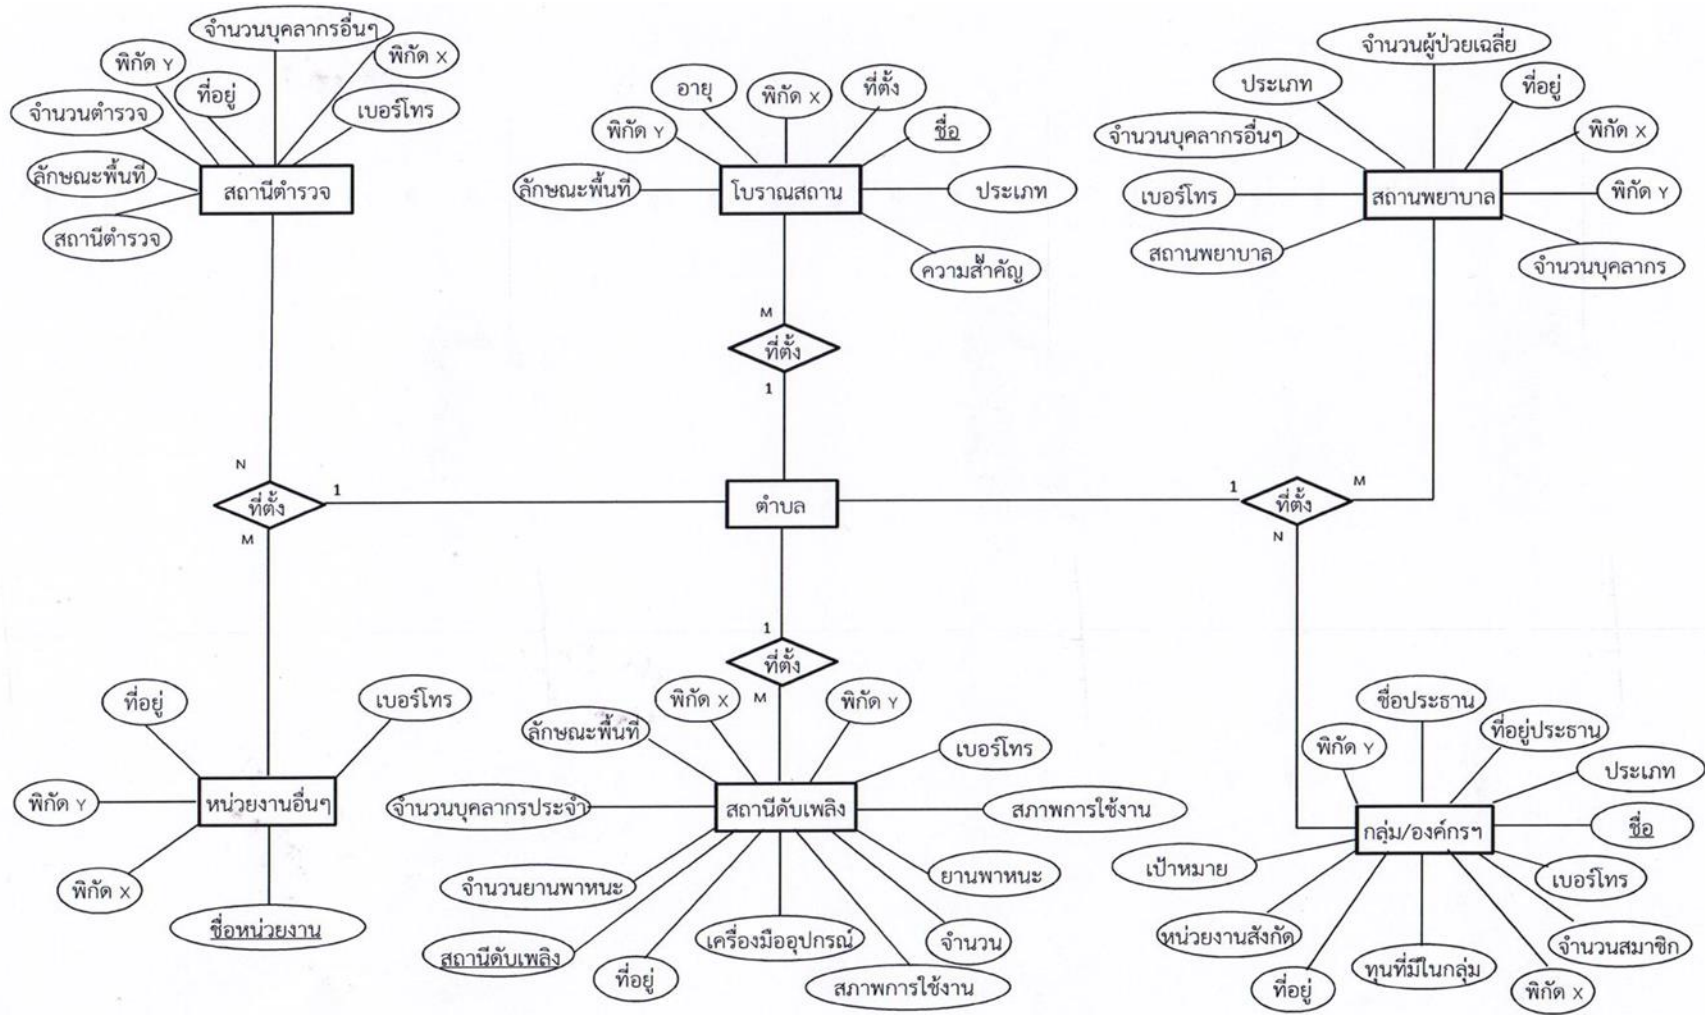 จำนวนบุคลากรอื่นๆ
พิกัด Y
พิกัด X
ที่อยู่
จำนวนตำรวจ
เบอร์โทร
ลักษณะพื้นที่
สถานีตำรวจ
สถานีตำรวจ
อายุ
พิกัด X
ที่ตั้ง
พิกัด Y
ชื่อ
ลักษณะพื้นที่
โบราณสถาน
ประเภท
ความสำคัญ
จำนวนผู้ป่วยเฉลี่ย
ประเภท
ที่อยู่
จำนวนบุคลากรอื่นๆ
พิกัด X
เบอร์โทร
สถานพยาบาล
พิกัด Y
สถานพยาบาล
จำนวนบุคลากร
M
ที่ตั้ง
1
N
ที่ตั้ง
1
M
ตำบล
1
ที่ตั้ง
M
N
1
ที่ตั้ง
M
ที่อยู่
เบอร์โทร
พิกัด Y
หน่วยงานอื่นๆ
พิกัด X
ชื่อหน่วยงาน
พิกัด X
พิกัด Y
ลักษณะพื้นที่
เบอร์โทร
จำนวนบุคลากรประจำ
สถานีดับเพลิง
สภาพการใช้งาน
จำนวนยานพาหนะ
ยานพาหนะ
สถานีดับเพลิง
เครื่องมืออุปกรณ์
จำนวน
ที่อยู่
สภาพการใช้งาน
ชื่อประธาน
ที่อยู่ประธาน
พิกัด Y
ประเภท
กลุ่ม/องค์กรฯ
ชื่อ
เป้าหมาย
เบอร์โทร
หน่วยงานสังกัด
จำนวนสมาชิก
ที่อยู่
ทุนที่มีในกลุ่ม
พิกัด X